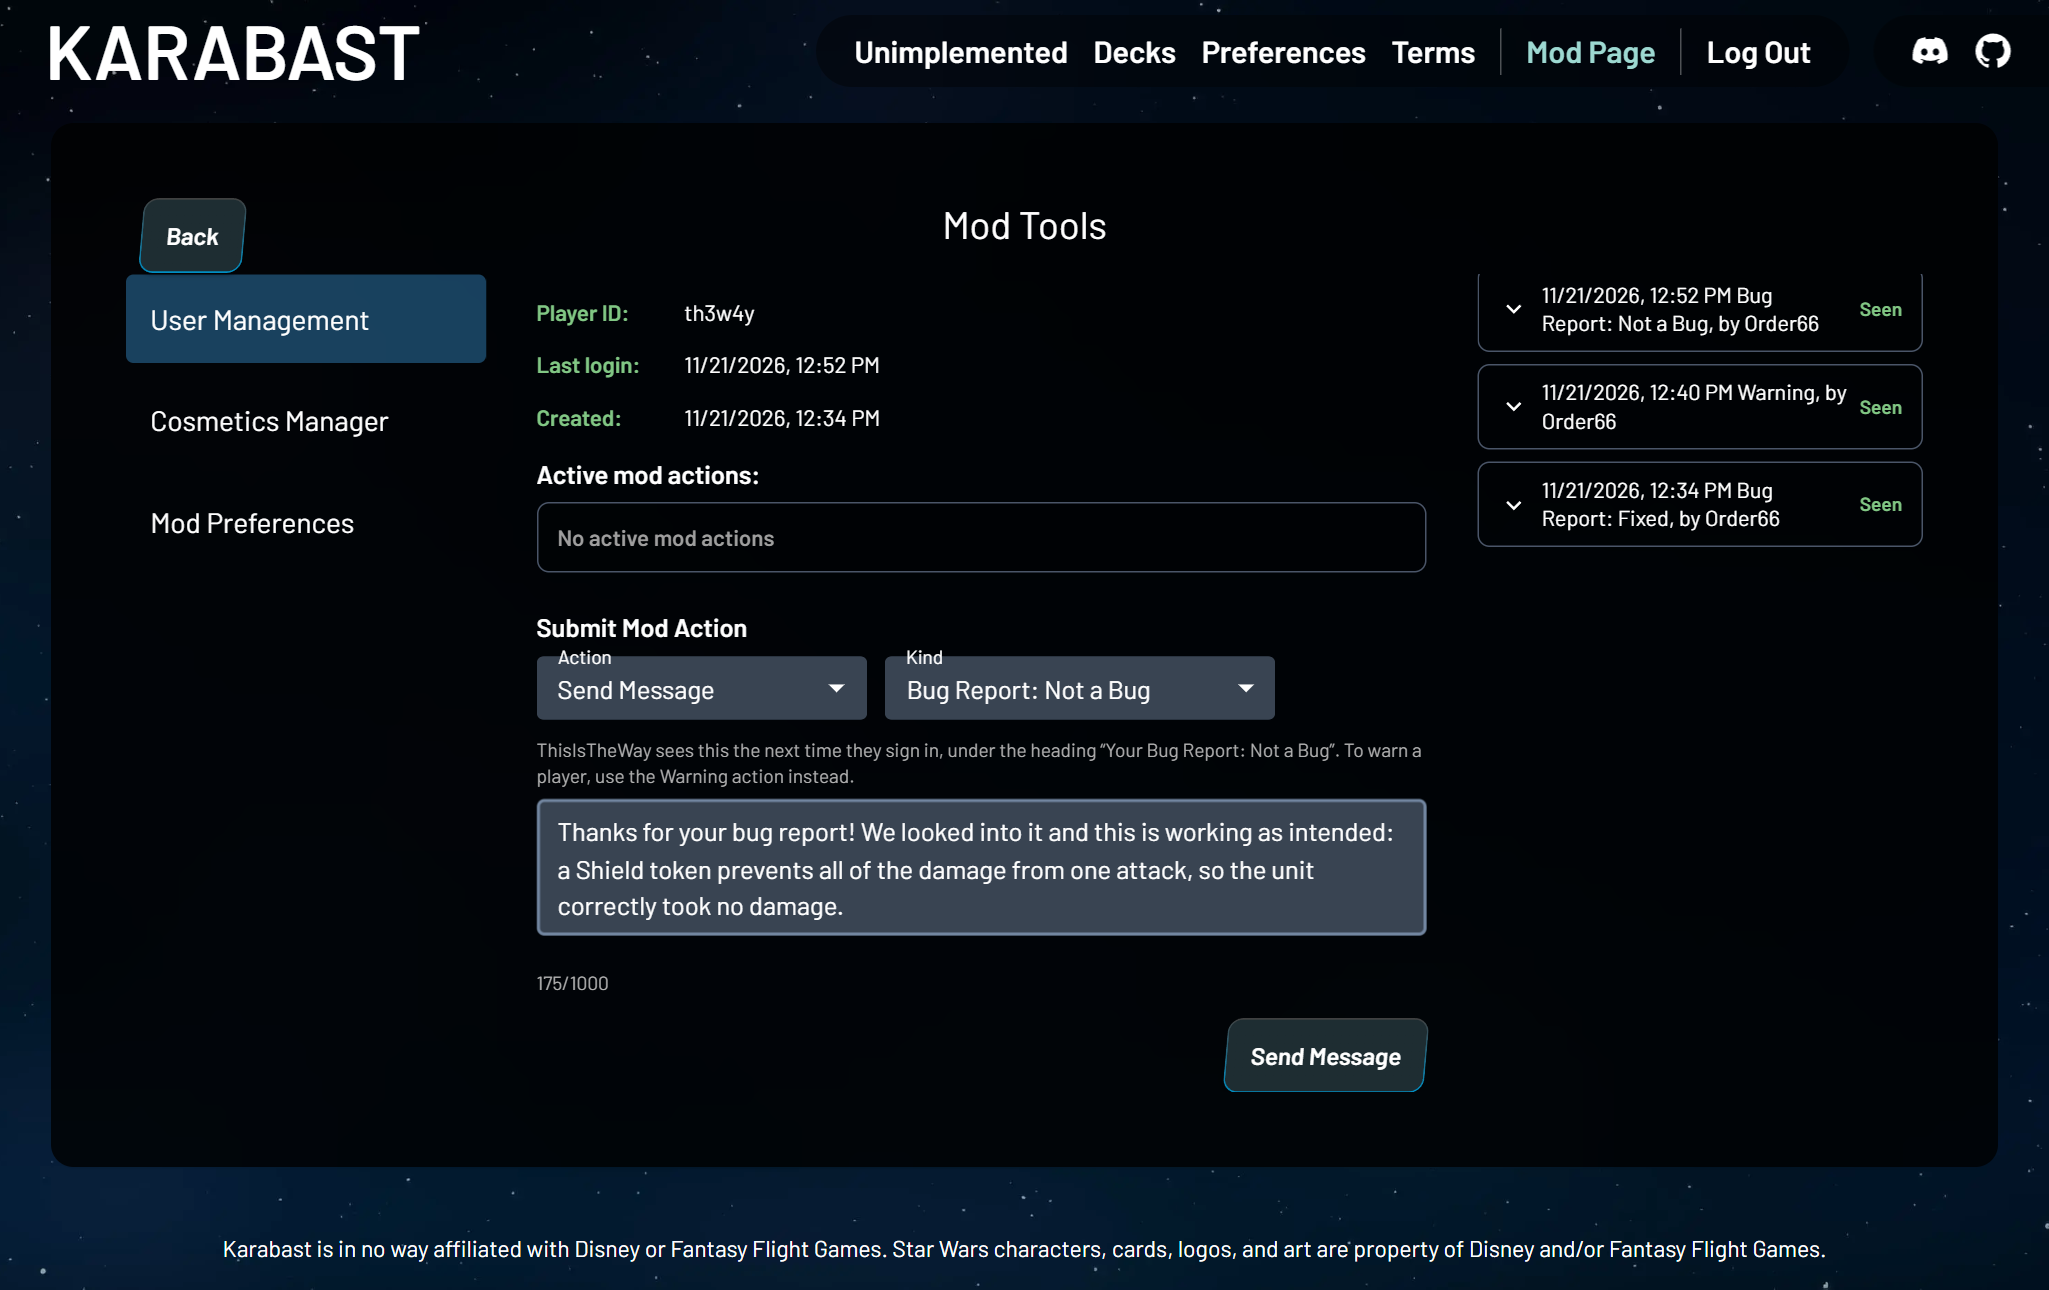 KARABAST
Unimplemented
Decks
Preferences
Terms
Mod Page
Log Out
Back
Mod Tools
User Management
Cosmetics Manager
Mod Preferences
Player ID: th3w4y
Last login: 11/21/2026, 12:52 PM
Created: 11/21/2026, 12:34 PM
Active mod actions:
No active mod actions
Submit Mod Action
Action
Send Message
Kind
Bug Report: Not a Bug
ThisIsTheWay sees this the next time they sign in, under the heading “Your Bug Report: Not a Bug”. To warn a
player, use the Warning action instead.
Thanks for your bug report! We looked into it and this is working as intended:
a Shield token prevents all of the damage from one attack, so the unit
correctly took no damage.
175/1000
Send Message
11/21/2026, 12:52 PM Bug
Report: Not a Bug, by Order66
Seen
11/21/2026, 12:40 PM Warning, by
Order66
Seen
11/21/2026, 12:34 PM Bug
Report: Fixed, by Order66
Seen
Karabast is in no way affiliated with Disney or Fantasy Flight Games. Star Wars characters, cards, logos, and art are property of Disney and/or Fantasy Flight Games.